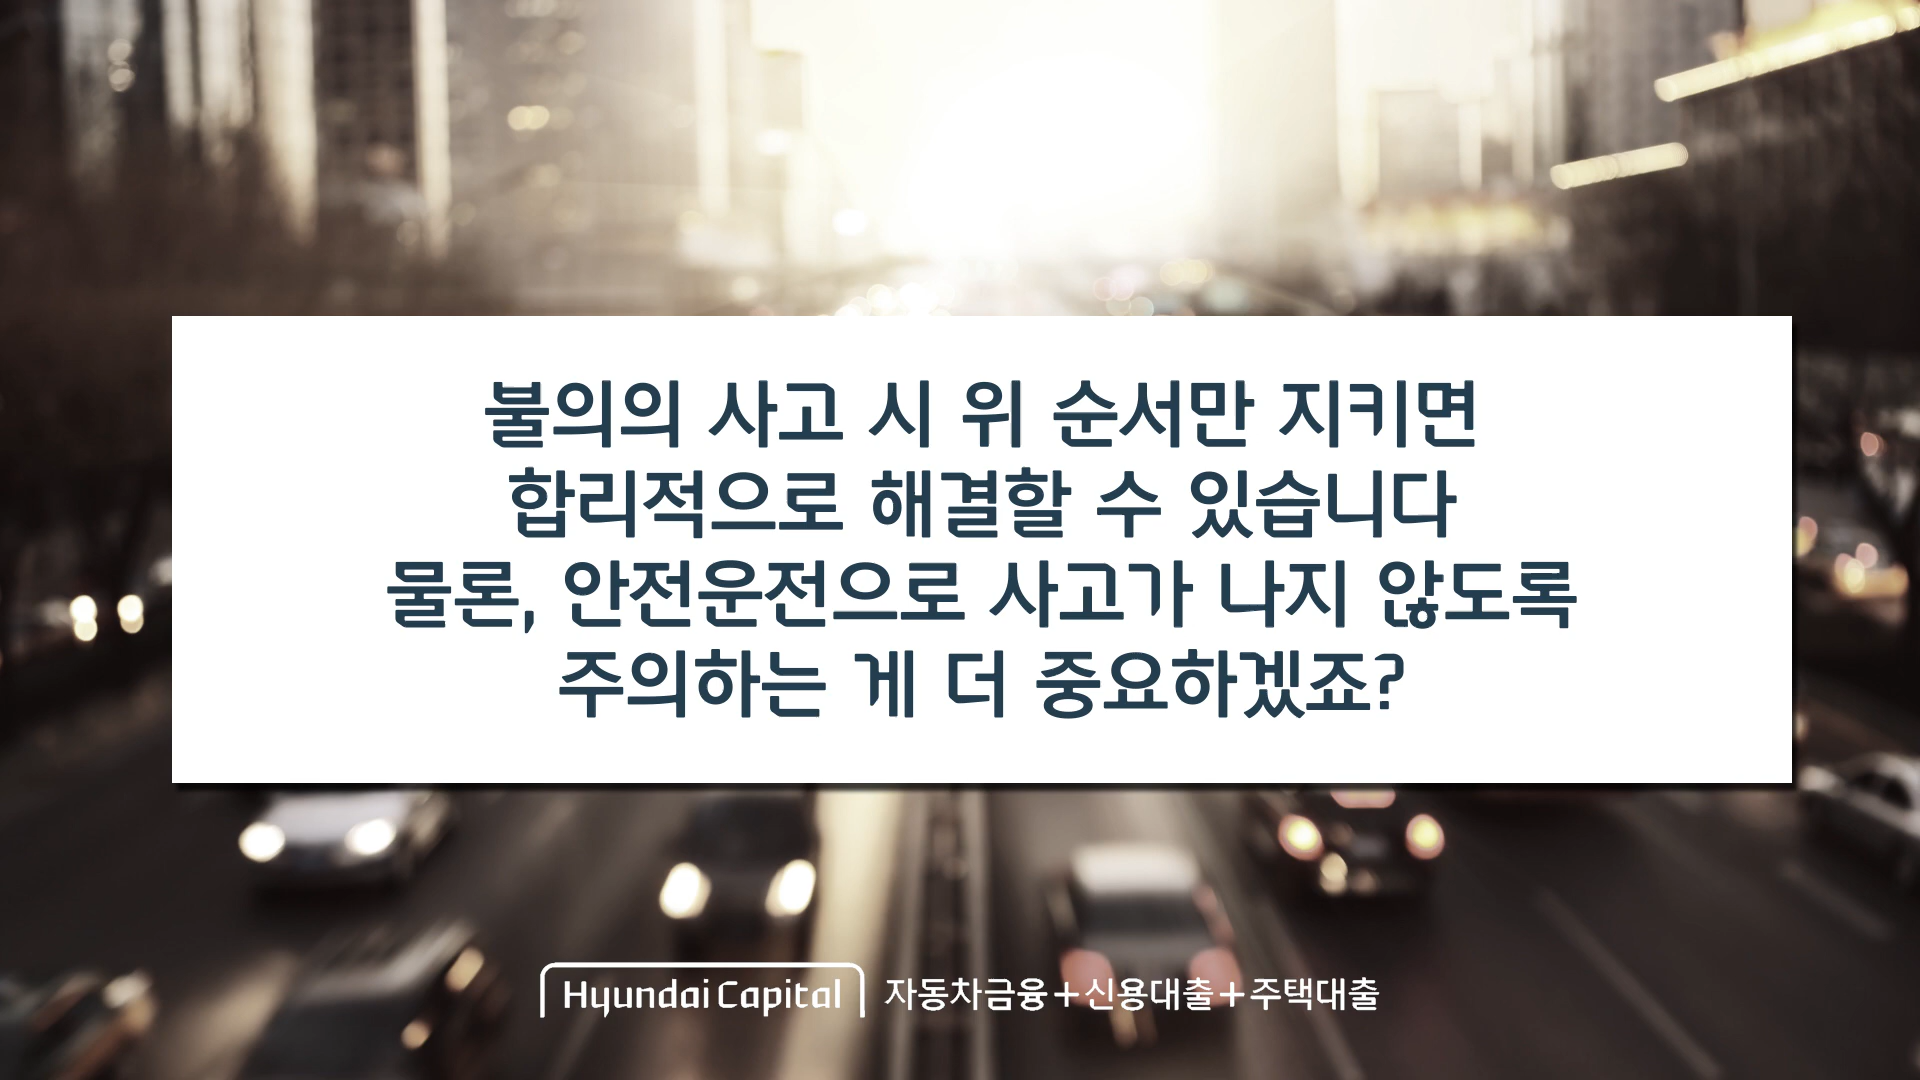 불의의 사고 시 위 순서만 지키면
합리적으로 해결할 수 있습니다
물론, 안전운전으로 사고가 나지 않도록
주의하는 게 더 중요하겠죠?
Hyundai Capital 자동차금융+신용대출+주택대출